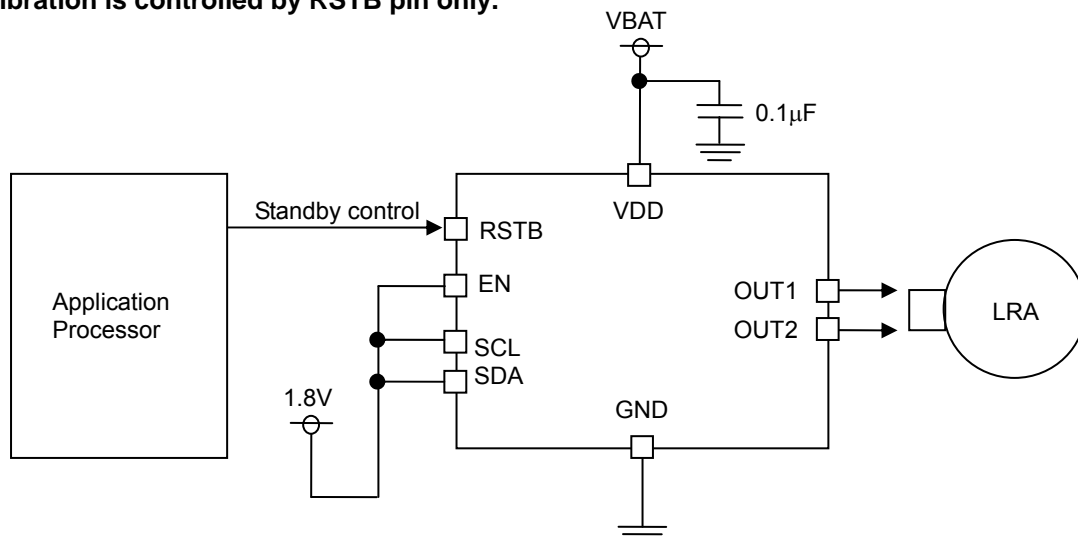 ibration is controlled by RSTB pin only.
VBAT
0.1μF
Standby control
RSTB
VDD
EN
OUT1
OUT2
LRA
Application
Processor
SCL
SDA
1.8V
GND